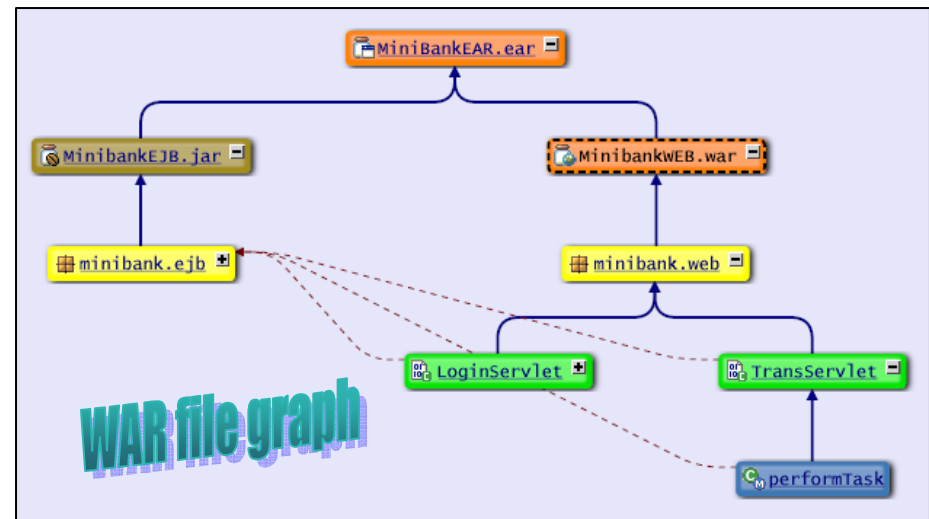 MiniBankEAR.ear
MinibankEJB.jar
MinibankWEB.war
minibank.ejb
minibank.web
LoginServlet
TransServlet
WAR file graph
performTask